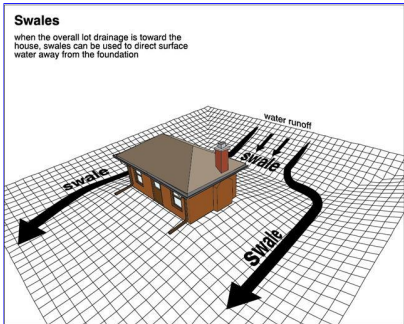 Swales
when the overall lot drainage is toward the
house, swales can be used to direct surface
water away from the foundation
water runoff
swale
swale
swale